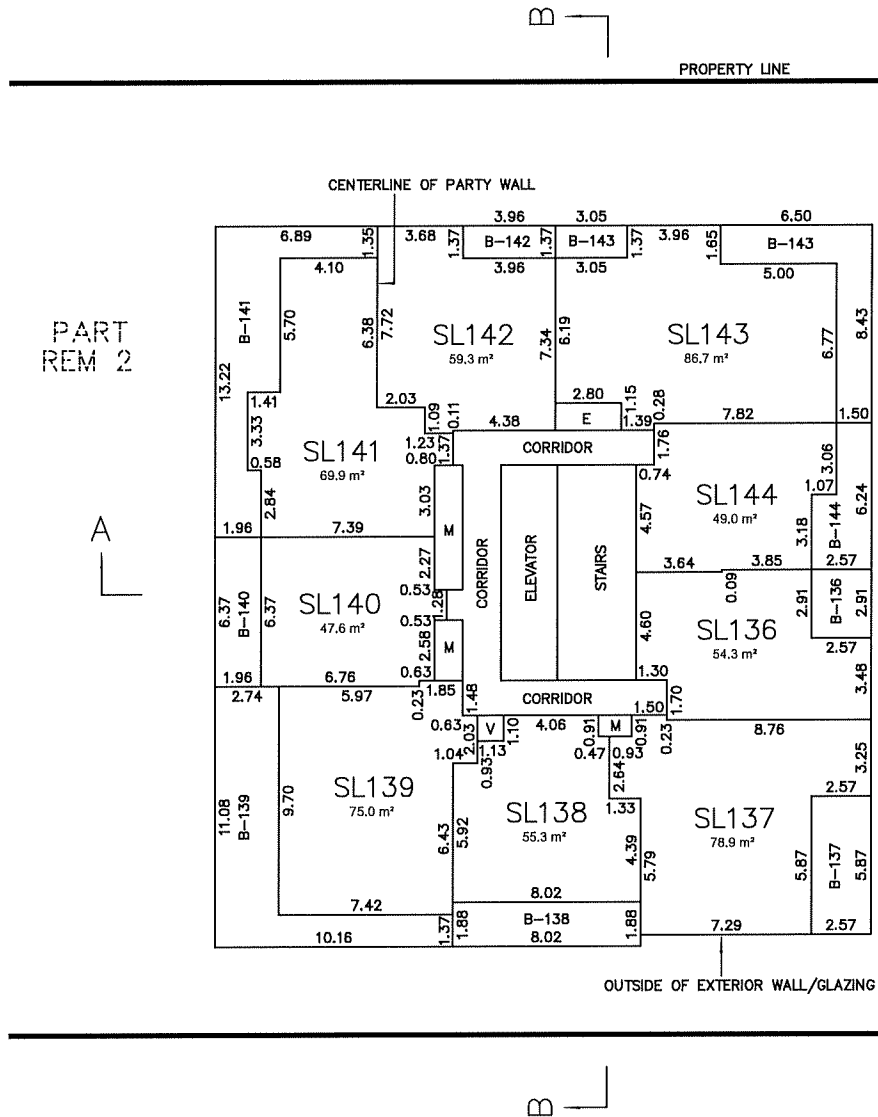 B
PROPERTY LINE
CENTERLINE OF PARTY WALL
3.96 3.05 6.50
6.89 1.35 3.68 1.37 B-142 1.37 B-143 1.37 3.96 1.65 B-143
4.10 3.96 3.05 5.00
B-141 5.70 6.38 7.72 7.34 6.19 6.77 8.43
PART
REM 2
SL142
59.3 m²
SL143
86.7 m²
13.22
1.41 2.03 1.09 0.11 4.38 2.80 1.15 0.28
E 1.39 7.82 1.50
3.33 SL141
69.9 m²
1.23 1.37 CORRIDOR 1.76
0.80 0.74 3.06
0.58 2.84 3.03 M
SL144
49.0 m²
1.07 6.24
A
4.57 3.18 B-144
1.96 7.39 CORRIDOR ELEVATOR STAIRS
2.27 3.64 3.85 2.57
0.09
6.37 B-140 6.37 SL140
47.6 m²
0.53 1.28
0.53
2.58 M
0.63
4.60 SL136
54.3 m²
2.91 B-136 2.91
2.57
3.48
1.96 6.76 1.30
2.74 5.97 0.23 1.85 1.48 CORRIDOR 1.50 1.70
0.63 2.03 V 1.10 4.06 0.91 M 0.91 0.23 8.76
1.04 1.13 0.93 0.47 0.93 3.25
2.64 2.57
11.08 B-139 9.70 SL139
75.0 m²
SL138
55.3 m²
1.33 SL137
78.9 m²
6.43 5.92 4.39 5.79 5.87 B-137 5.87
7.42 8.02
1.37 1.88 B-138 1.88 7.29 2.57
10.16 8.02
OUTSIDE OF EXTERIOR WALL/GLAZING
B